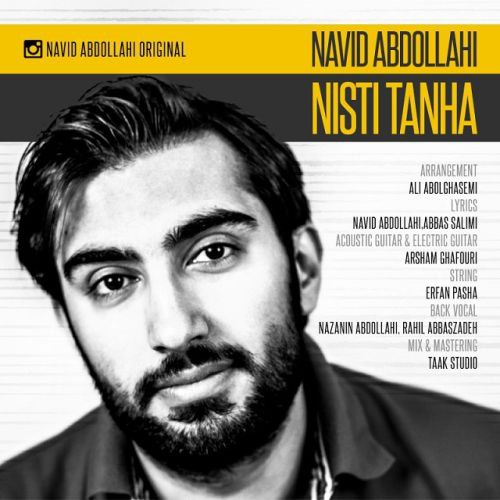 NAVID ABDOLLAHI ORIGINAL
NAVID ABDOLLAHI
NISTI TANHA
ARRANGEMENT
ALI ABOLGHASEMI
LYRICS
NAVID ABDOLLAHI.ABBAS SALIMI
ACOUSTIC GUITAR & ELECTRIC GUITAR
ARSHAM GHAFOURI
STRING
ERFAN PASHA
BACK VOCAL
NAZANIN ABDOLLAHI. RAHIL ABBASZADEH
MIX & MASTERING
TAAK STUDIO